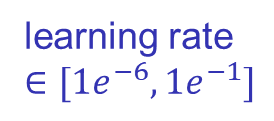 learning rate
∈ [1e⁻⁶, 1e⁻¹]